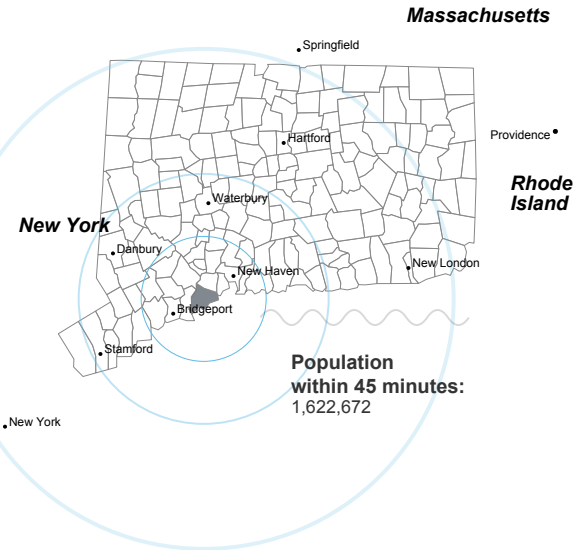 Massachusetts
Springfield
Hartford
Providence
Rhode
Island
Waterbury
New York
Danbury
New Haven
New London
Bridgeport
Stamford
Population
within 45 minutes:
1,622,672
New York